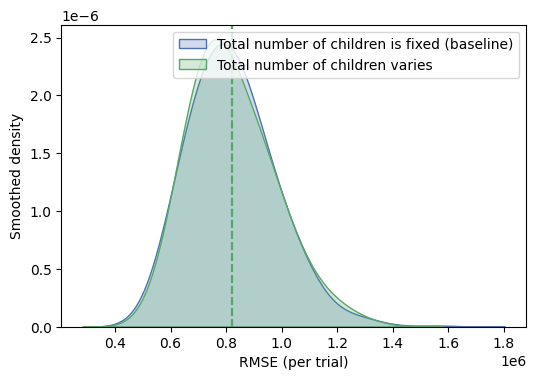 1e−6
Total number of children is fixed (baseline)
Total number of children varies
2.5
2.0
1.5
1.0
0.5
0.0
Smoothed density
0.4 0.6 0.8 1.0 1.2 1.4 1.6 1.8
1e6
RMSE (per trial)